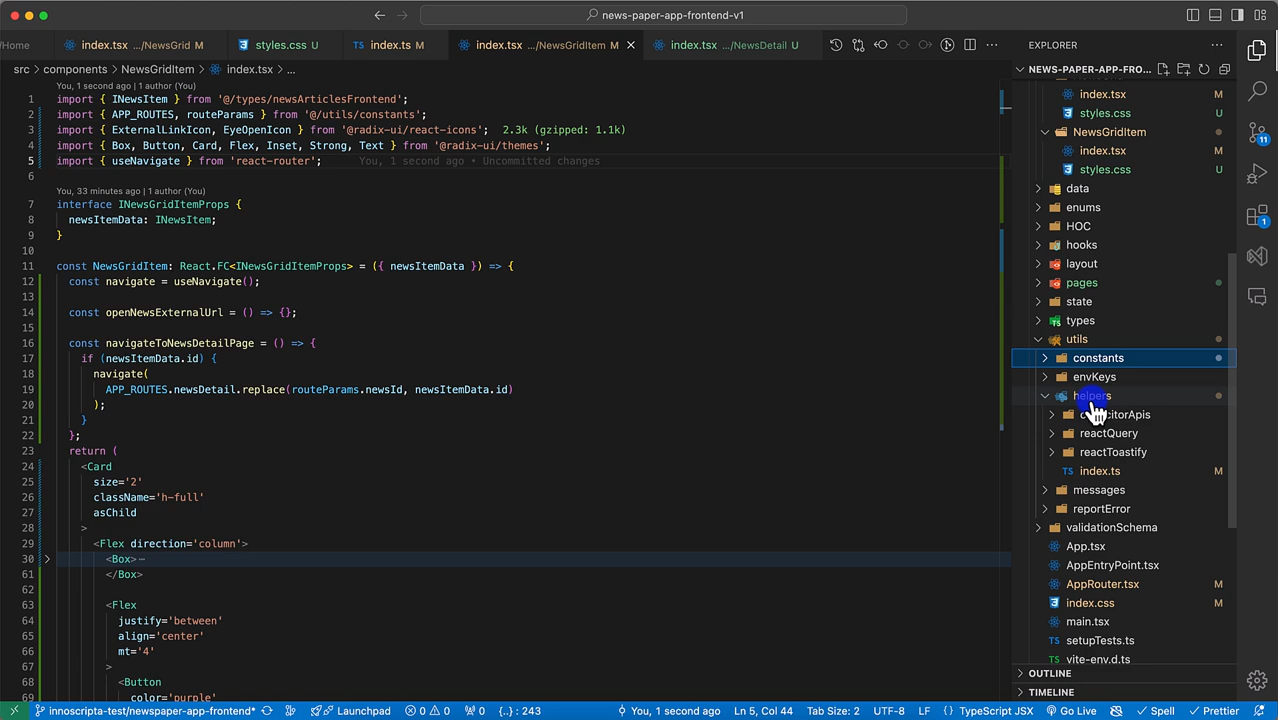 news-paper-app-frontend-v1
/Home
index.tsx .../NewsGrid M
styles.css U
TS index.ts M
index.tsx .../NewsGridItem M
index.tsx .../NewsDetail U
src > components > NewsGridItem > index.tsx > ...
You, 1 second ago | 1 author (You)
1 import { INewsItem } from '@/types/newsArticlesFrontend';
2 import { APP_ROUTES, routeParams } from '@/utils/constants';
3 import { ExternalLinkIcon, EyeOpenIcon } from '@radix-ui/react-icons'; 2.3k (gzipped: 1.1k)
4 import { Box, Button, Card, Flex, Inset, Strong, Text } from '@radix-ui/themes';
5 import { useNavigate } from 'react-router'; You, 1 second ago • Uncommitted changes
6
You, 33 minutes ago | 1 author (You)
7 interface INewsGridItemProps {
8 newsItemData: INewsItem;
9 }
10
11 const NewsGridItem: React.FC<INewsGridItemProps> = ({ newsItemData }) => {
12 const navigate = useNavigate();
13
14 const openNewsExternalUrl = () => {};
15
16 const navigateToNewsDetailPage = () => {
17 if (newsItemData.id) {
18 navigate(
19 APP_ROUTES.newsDetail.replace(routeParams.newsId, newsItemData.id)
20 );
21 }
22 };
23 return (
24 <Card
25 size='2'
26 className='h-full'
27 asChild
28 >
29 <Flex direction='column'>
30 <Box>⋯
61 </Box>
62
63 <Flex
64 justify='between'
65 align='center'
66 mt='4'
67 >
68 <Button
69 color='purple'
EXPLORER
NEWS-PAPER-APP-FRO...
index.tsx M
styles.css U
NewsGridItem
index.tsx M
styles.css U
data
enums
HOC
hooks
layout
pages
state
types
utils
constants
envKeys
helpers
reactQuery
reactToastify
TS index.ts M
messages
reportError
validationSchema
App.tsx
AppEntryPoint.tsx
AppRouter.tsx M
index.css M
main.tsx
TS setupTests.ts
TS vite-env.d.ts
OUTLINE
TIMELINE
11
1
innoscripta-test/newspaper-app-frontend* Launchpad 0 0 0 {..} : 243 You, 1 second ago Ln 5, Col 44 Tab Size: 2 UTF-8 LF {} TypeScript JSX Go Live Spell Prettier